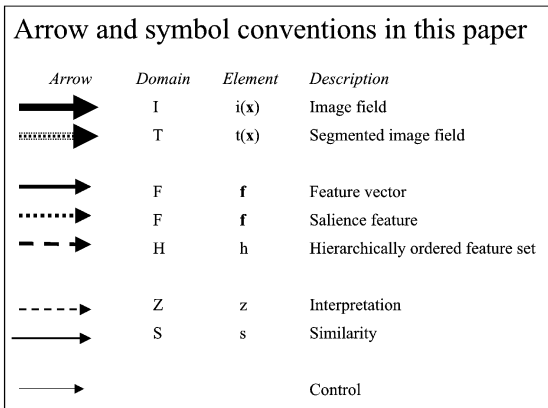 Arrow and symbol conventions in this paper
Arrow Domain Element Description
I i(x) Image field
T t(x) Segmented image field
F f Feature vector
F f Salience feature
H h Hierarchically ordered feature set
Z z Interpretation
S s Similarity
Control